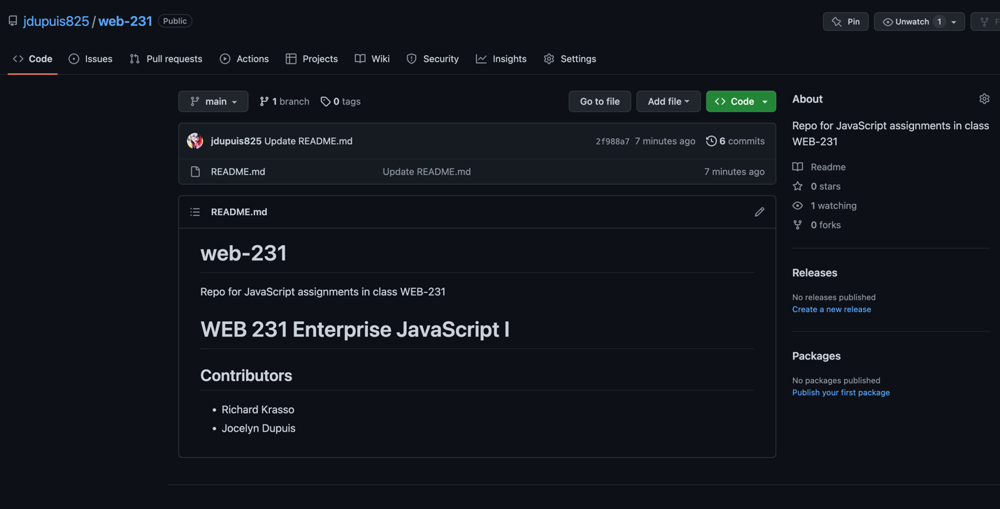 jdupuis825 / web-231 Public
Pin
Unwatch 1
F
Code Issues Pull requests Actions Projects Wiki Security Insights Settings
main 1 branch 0 tags Go to file Add file Code
jdupuis825 Update README.md 2f988a7 7 minutes ago 6 commits
README.md Update README.md 7 minutes ago
README.md
web-231
Repo for JavaScript assignments in class WEB-231
WEB 231 Enterprise JavaScript I
Contributors
• Richard Krasso
• Jocelyn Dupuis
About
Repo for JavaScript assignments in class
WEB-231
Readme
0 stars
1 watching
0 forks
Releases
No releases published
Create a new release
Packages
No packages published
Publish your first package